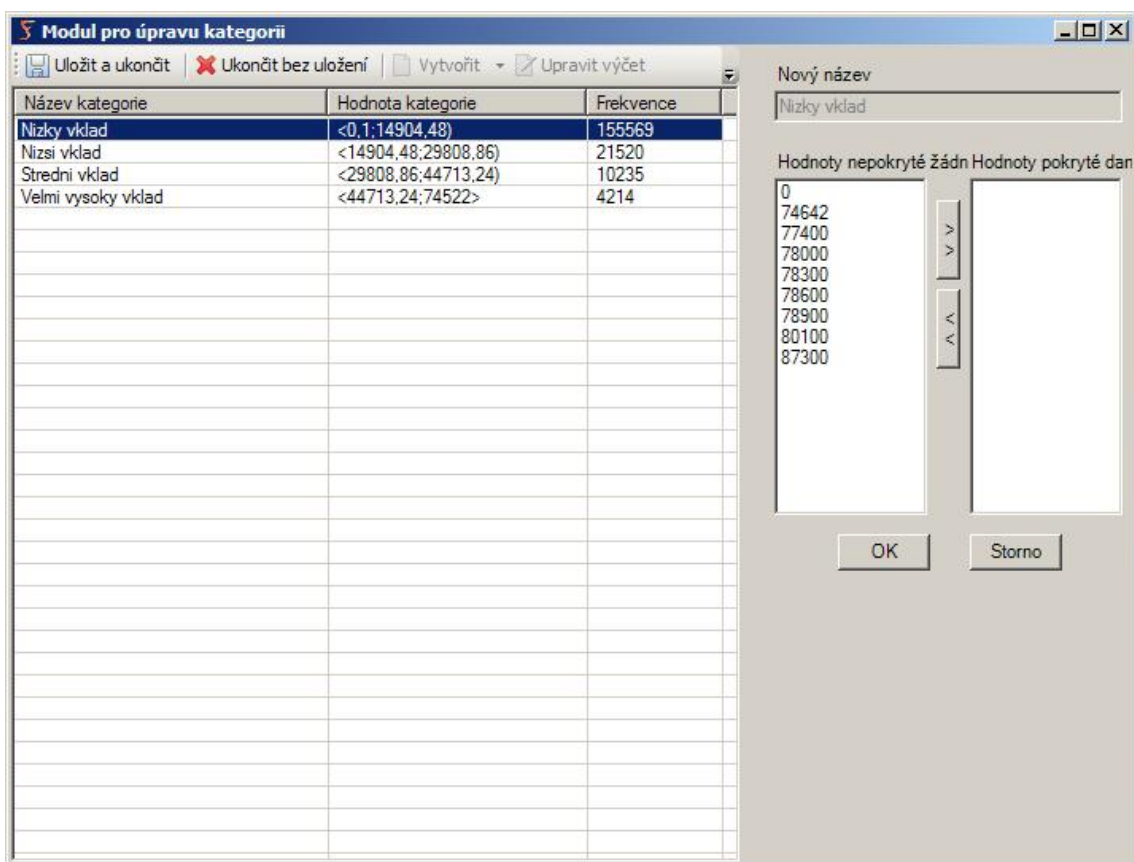 Modul pro úpravu kategorii
Uložit a ukončit Ukončit bez uložení Vytvořit Upravit výčet
Název kategorie Hodnota kategorie Frekvence
Nizky vklad <0,1;14904,48) 155569
Nizsi vklad <14904,48;29808,86) 21520
Stredni vklad <29808,86;44713,24) 10235
Velmi vysoky vklad <44713,24;74522> 4214
Nový název
Nizky vklad
Hodnoty nepokryté žádn Hodnoty pokryté dan
0
74642
77400
78000
78300
78600
78900
80100
87300
>
>
<
<
OK Storno